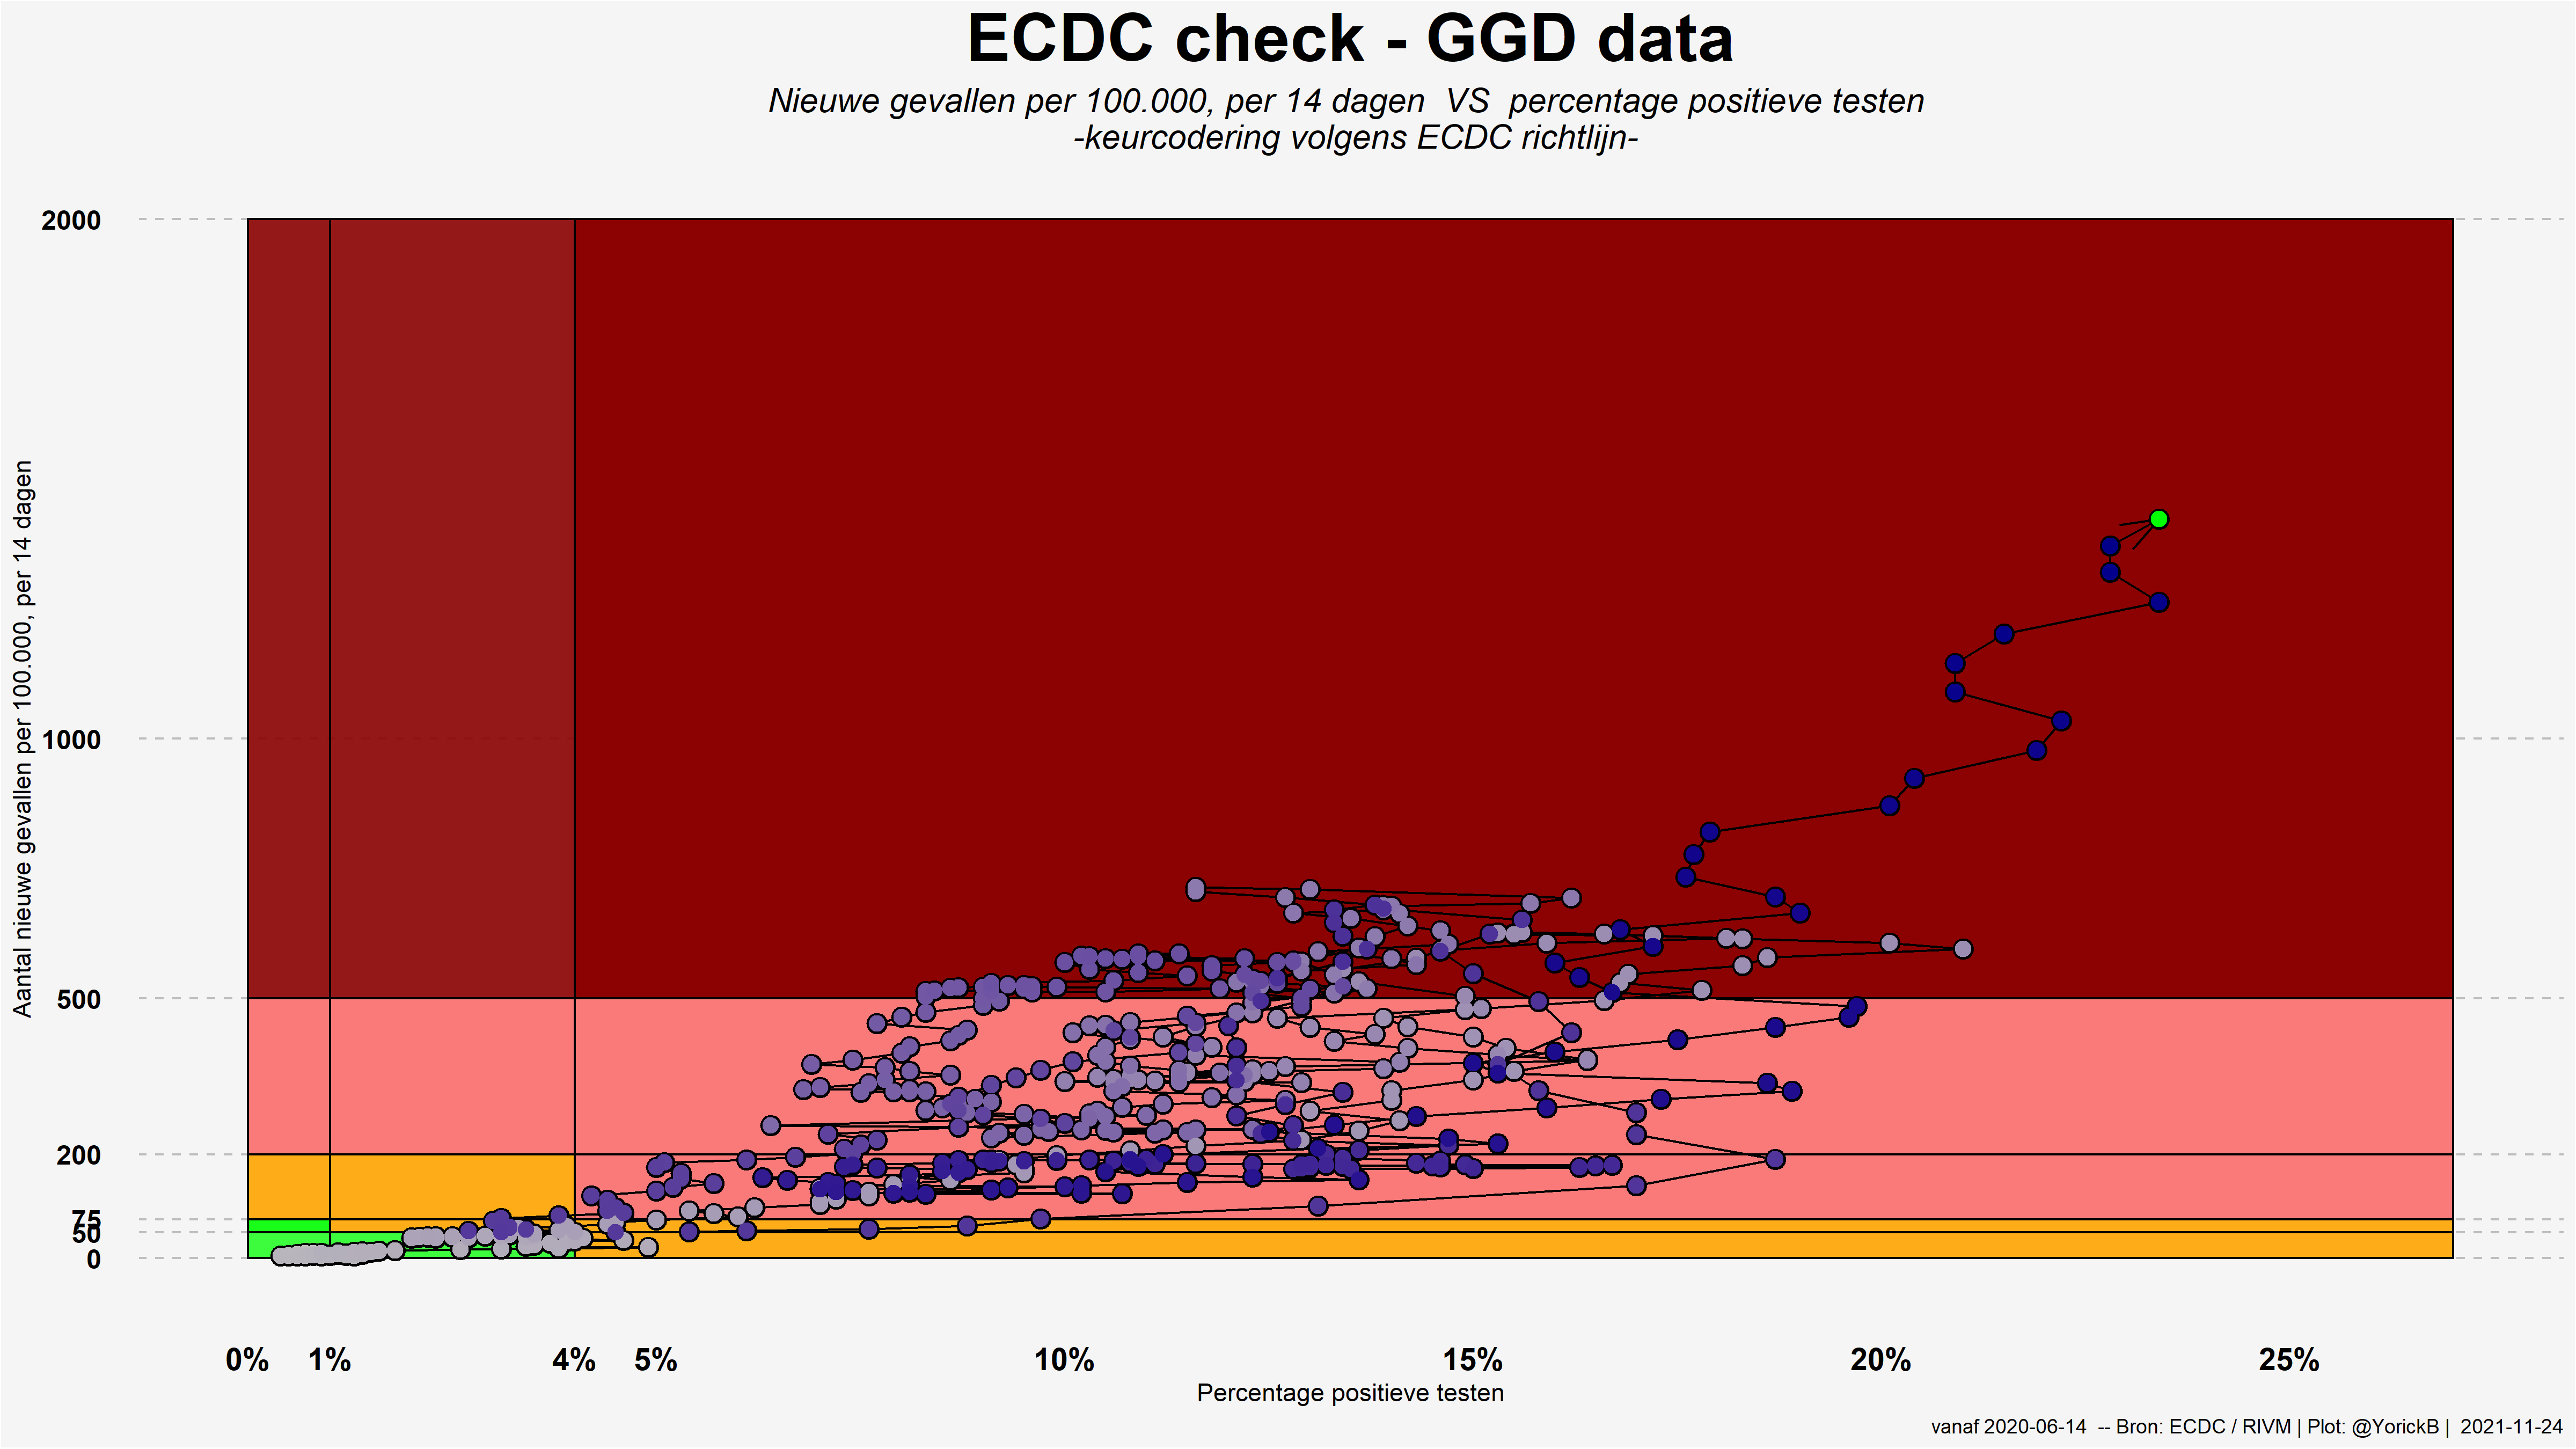 ECDC check - GGD data
Nieuwe gevallen per 100.000, per 14 dagen  VS  percentage positieve testen
-keurcodering volgens ECDC richtlijn-
Aantal nieuwe gevallen per 100.000, per 14 dagen
2000
1000
500
200
75
50
0
0% 1% 4% 5% 10% 15% 20% 25%
Percentage positieve testen
vanaf 2020-06-14  -- Bron: ECDC / RIVM | Plot: @YorickB |  2021-11-24